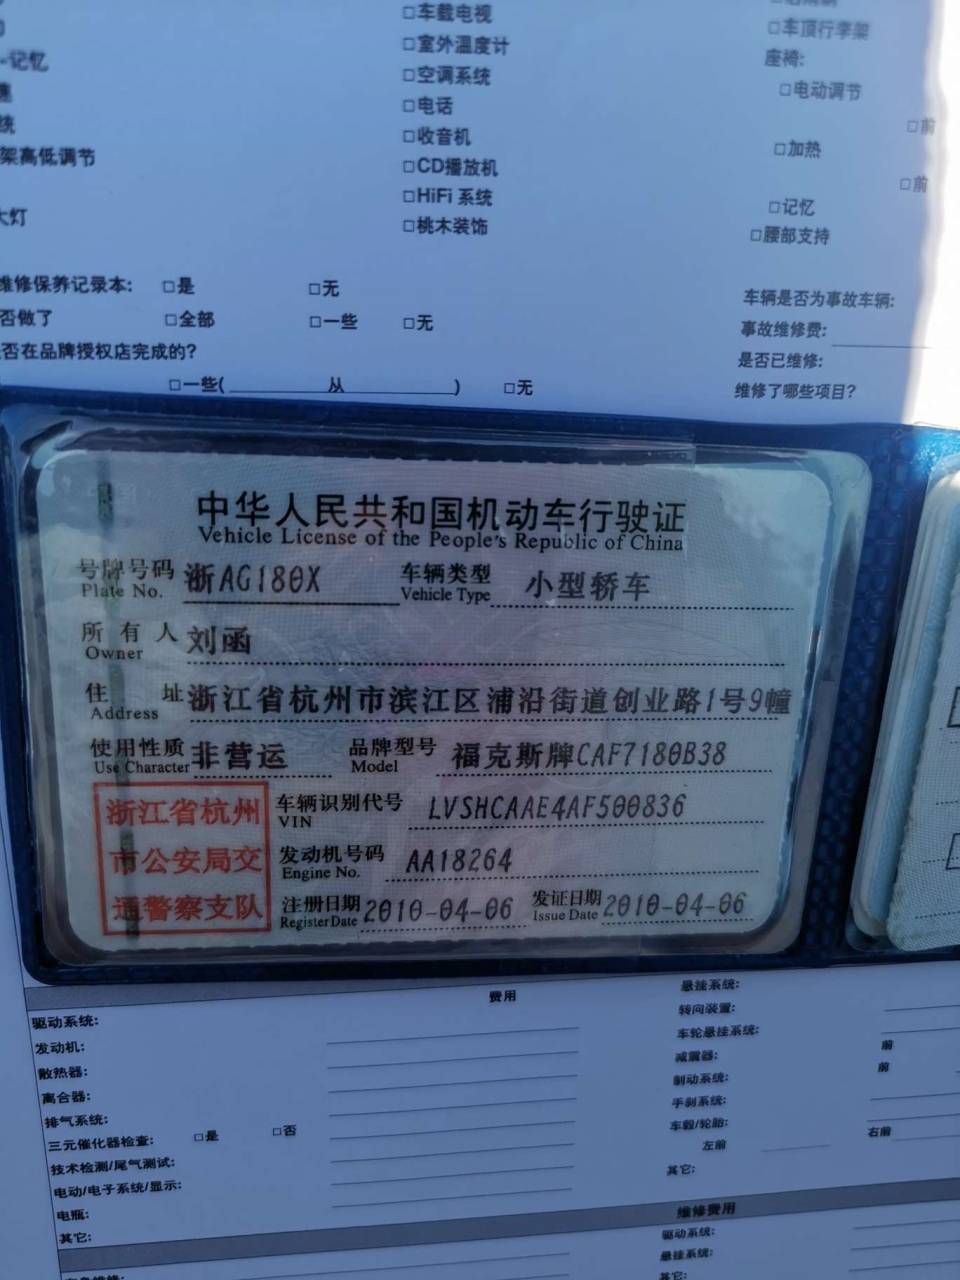 □车载电视
□车顶行李架
-记忆
□室外温度计
座椅:
□空调系统
□电动调节
统
□电话
□前
架高低调节
□收音机
□加热
□CD播放机
□前
大灯
□HiFi 系统
□记忆
□桃木装饰
□腰部支持
维修保养记录本: □是 □无
车辆是否为事故车辆:
否做了 □全部 □一些 □无
事故维修费:
是否已维修:
否在品牌授权店完成的?
□一些( 从 ) □无
维修了哪些项目?
中华人民共和国机动车行驶证
Vehicle License of the People's Republic of China
号牌号码 浙AG180X 车辆类型 小型轿车
Plate No. Vehicle Type
所有人 刘函
Owner
住址 浙江省杭州市滨江区浦沿街道创业路1号9幢
Address
使用性质 非营运 品牌型号 福克斯牌CAF7180B38
Use Character Model
浙江省杭州
市公安局交
通警察支队
车辆识别代号 LVSHCAAE4AF500836
VIN
发动机号码 AA18264
Engine No.
注册日期 2010-04-06 发证日期 2010-04-06
Register Date Issue Date
费用
驱动系统:
发动机:
散热器:
离合器:
排气系统:
三元催化器检查: □是 □否
技术检测/尾气测试:
电动/电子系统/显示:
电瓶:
其它:
悬挂系统:
转向装置:
车轮悬挂系统:
前
减震器:
前
制动系统:
手刹系统:
车毂/轮胎:
左前 右前
其它:
维修费用
驱动系统:
悬挂系统:
其它: